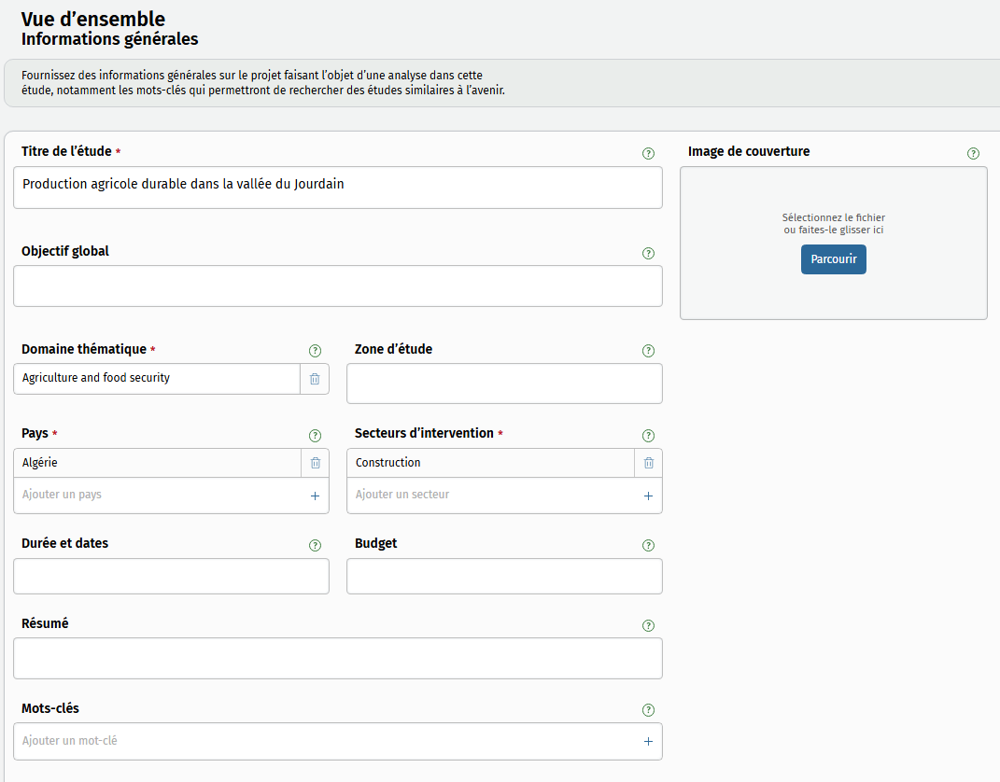 Vue d’ensemble
Informations générales
Fournissez des informations générales sur le projet faisant l’objet d’une analyse dans cette
étude, notamment les mots-clés qui permettront de rechercher des études similaires à l’avenir.
Titre de l’étude *
?
Production agricole durable dans la vallée du Jourdain
Image de couverture
?
Sélectionnez le fichier
ou faites-le glisser ici
Parcourir
Objectif global
?
Domaine thématique *
?
Agriculture and food security
Zone d’étude
?
Pays *
?
Algérie
Ajouter un pays
+
Secteurs d’intervention *
?
Construction
Ajouter un secteur
+
Durée et dates
?
Budget
?
Résumé
?
Mots-clés
?
Ajouter un mot-clé
+